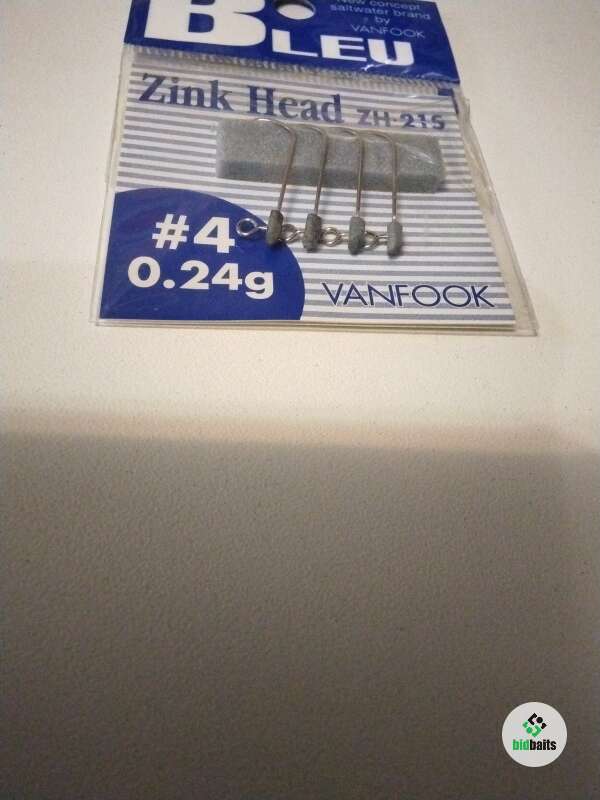 BLEU
New concept
saltwater brand
by
VANFOOK
Zink Head ZH-215
#4
0.24g
VANFOOK
bidbaits